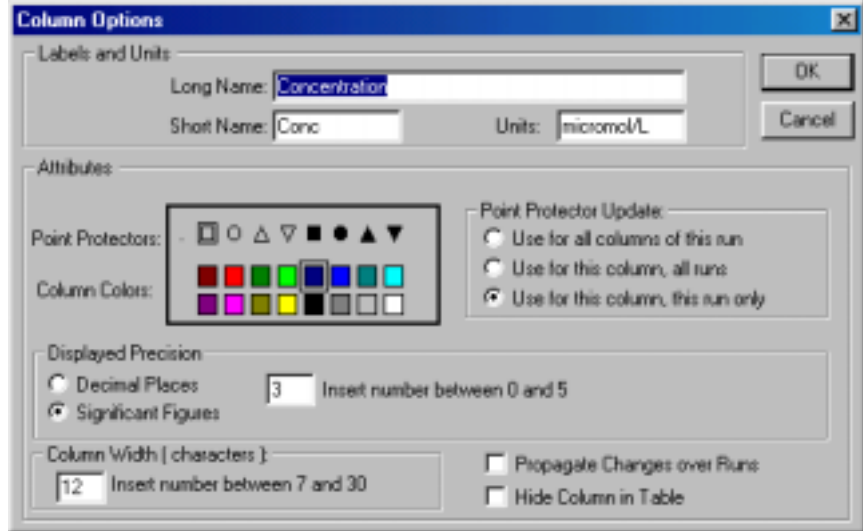 Column Options
Labels and Units
Long Name: Concentration
OK
Short Name: Conc Units: micromol/L
Cancel
Attributes
Point Protectors:
Column Colors:
Point Protector Update:
Use for all columns of this run
Use for this column, all runs
Use for this column, this run only
Displayed Precision
Decimal Places
Significant Figures
3 Insert number between 0 and 5
Column Width ( characters ):
12 Insert number between 7 and 30
Propagate Changes over Runs
Hide Column in Table